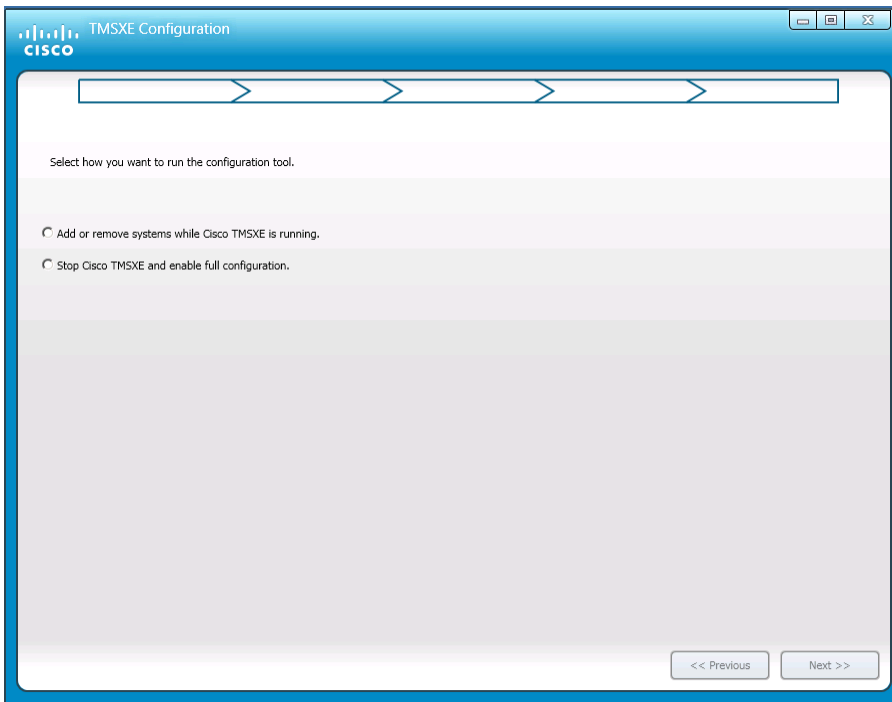 TMSXE Configuration
CISCO
Select how you want to run the configuration tool.
Add or remove systems while Cisco TMSXE is running.
Stop Cisco TMSXE and enable full configuration.
<< Previous
Next >>